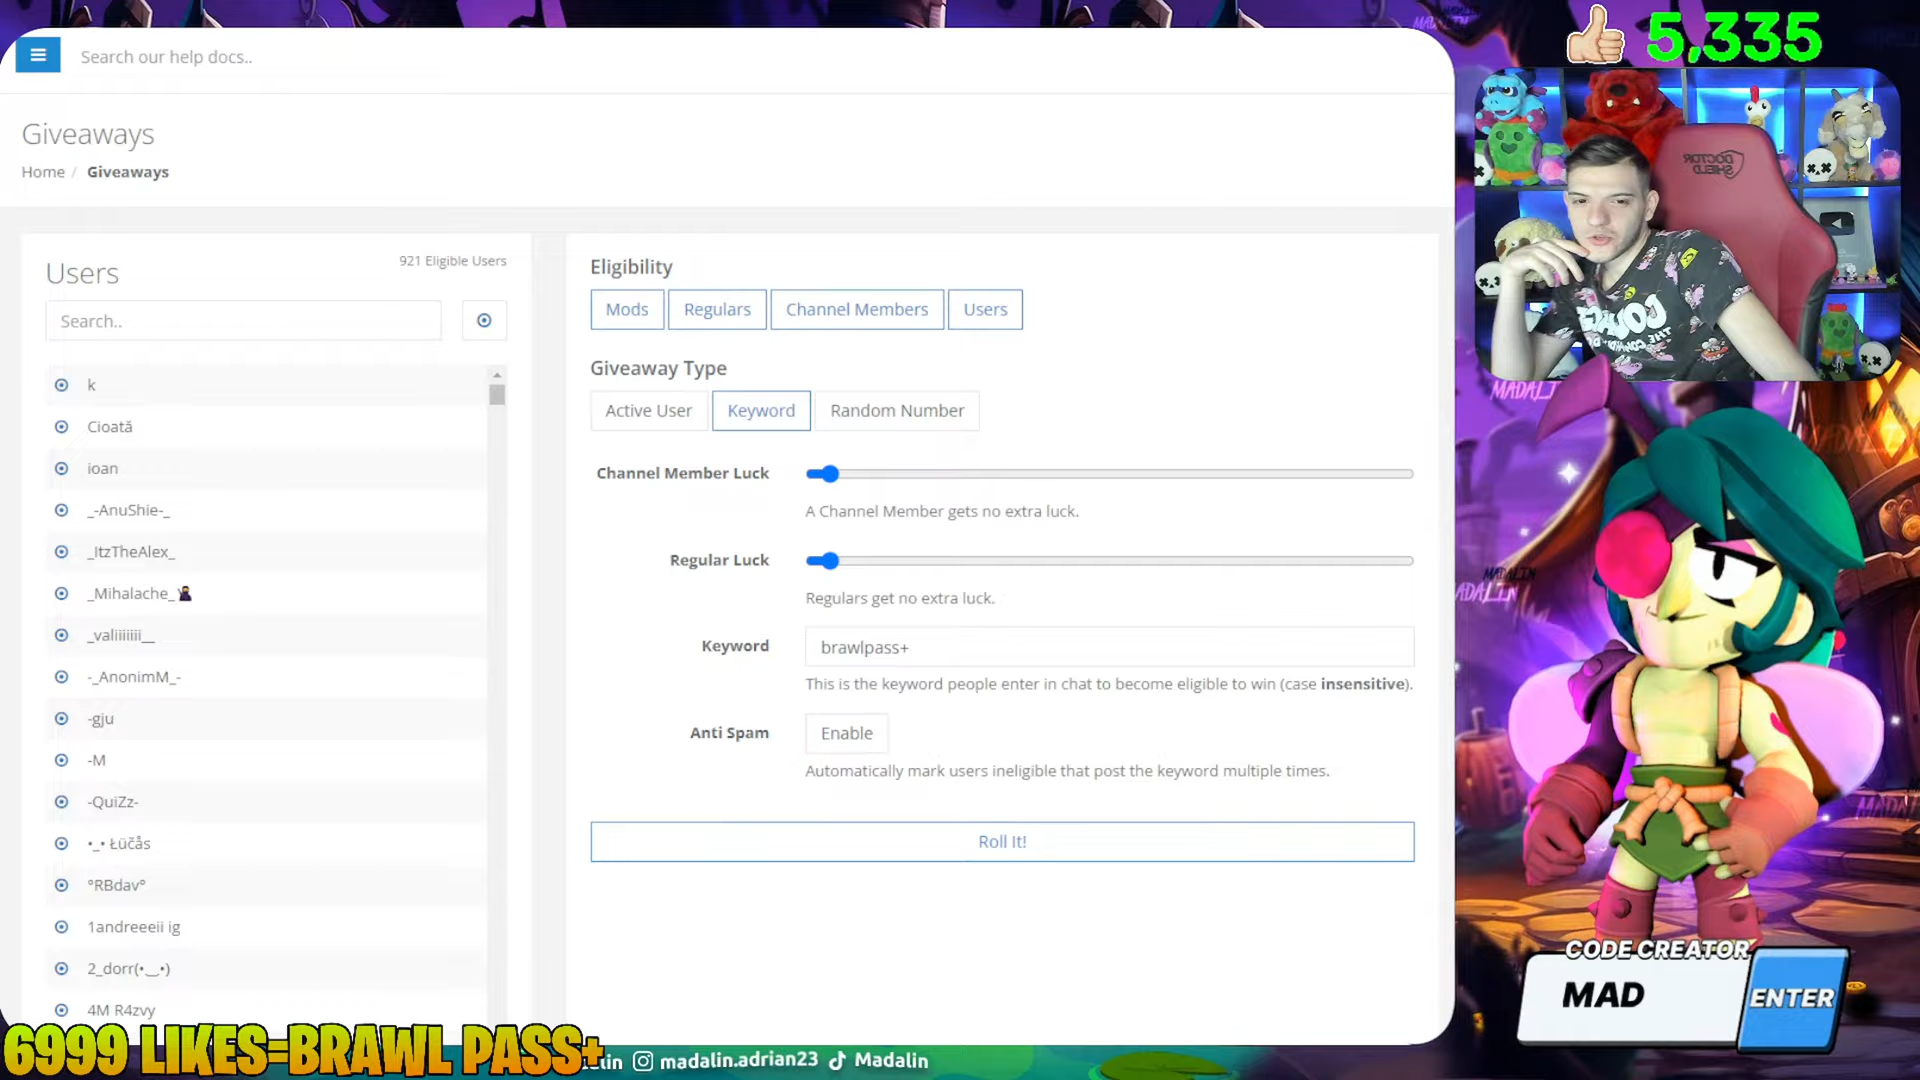 5,335
Search our help docs..
Giveaways
Home / Giveaways
Users
921 Eligible Users
Search..
k
Cioată
ioan
_-AnuShie-_
_ItzTheAlex_
_Mihalache_
_valiiiiiii__
-_AnonimM_-
-gju
-M
-QuiZz-
•_• Łüčås
°RBdav°
1andreeeii ig
2_dorr(•__•)
4M R4zvy
Eligibility
Mods
Regulars
Channel Members
Users
Giveaway Type
Active User
Keyword
Random Number
Channel Member Luck
A Channel Member gets no extra luck.
Regular Luck
Regulars get no extra luck.
Keyword
brawlpass+
This is the keyword people enter in chat to become eligible to win (case insensitive).
Anti Spam
Enable
Automatically mark users ineligible that post the keyword multiple times.
Roll It!
DOCTOR
SHIELD
MADALIN
CODE CREATOR
MAD
ENTER
6999 LIKES=BRAWL PASS+
madalin.adrian23
Madalin